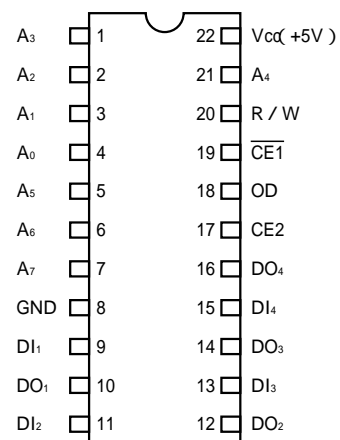 A₃ 1 22 Vcc( +5V )
A₂ 2 21 A₄
A₁ 3 20 R / W
A₀ 4 19 C̅E̅1̅
A₅ 5 18 OD
A₆ 6 17 CE2
A₇ 7 16 DO₄
GND 8 15 DI₄
DI₁ 9 14 DO₃
DO₁ 10 13 DI₃
DI₂ 11 12 DO₂